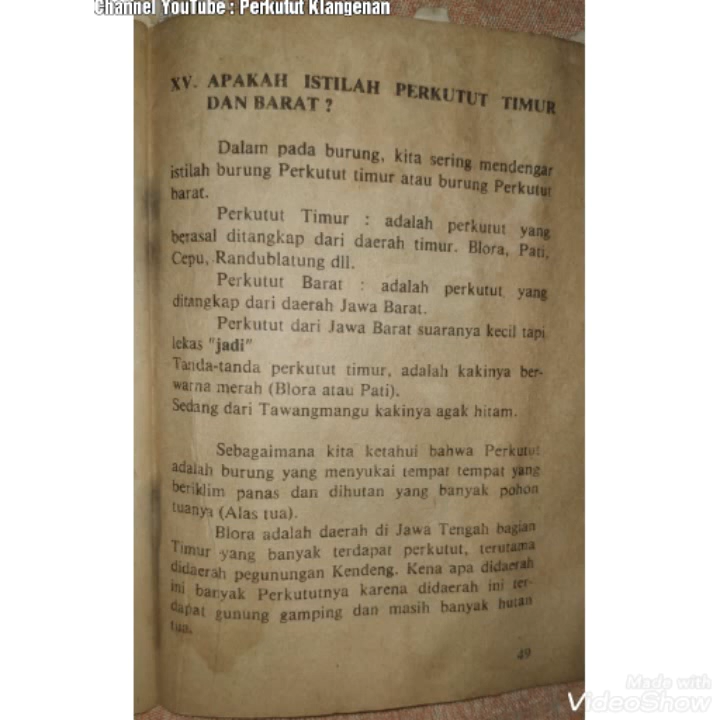 Channel YouTube : Perkutut Klangenan
XV. APAKAH ISTILAH PERKUTUT TIMUR
DAN BARAT ?
Dalam pada burung, kita sering mendengar
istilah burung Perkutut timur atau burung Perkutut
barat.
Perkutut Timur : adalah perkutut yang
berasal ditangkap dari daerah timur. Blora, Pati,
Cepu, Randublatung dll.
Perkutut Barat : adalah perkutut yang
ditangkap dari daerah Jawa Barat.
Perkutut dari Jawa Barat suaranya kecil tapi
lekas "jadi"
Tanda-tanda perkutut timur, adalah kakinya ber-
warna merah (Blora atau Pati).
Sedang dari Tawangmangu kakinya agak hitam.
Sebagaimana kita ketahui bahwa Perkutut
adalah burung yang menyukai tempat tempat yang
beriklim panas dan dihutan yang banyak pohon
tuanya (Alas tua).
Blora adalah daerah di Jawa Tengah bagian
Timur yang banyak terdapat perkutut, terutama
didaerah pegunungan Kendeng. Kena apa didaerah
ini banyak Perkututnya karena didaerah ini ter-
dapat gunung gamping dan masih banyak hutan
tua.
49
Made with
VideoShow